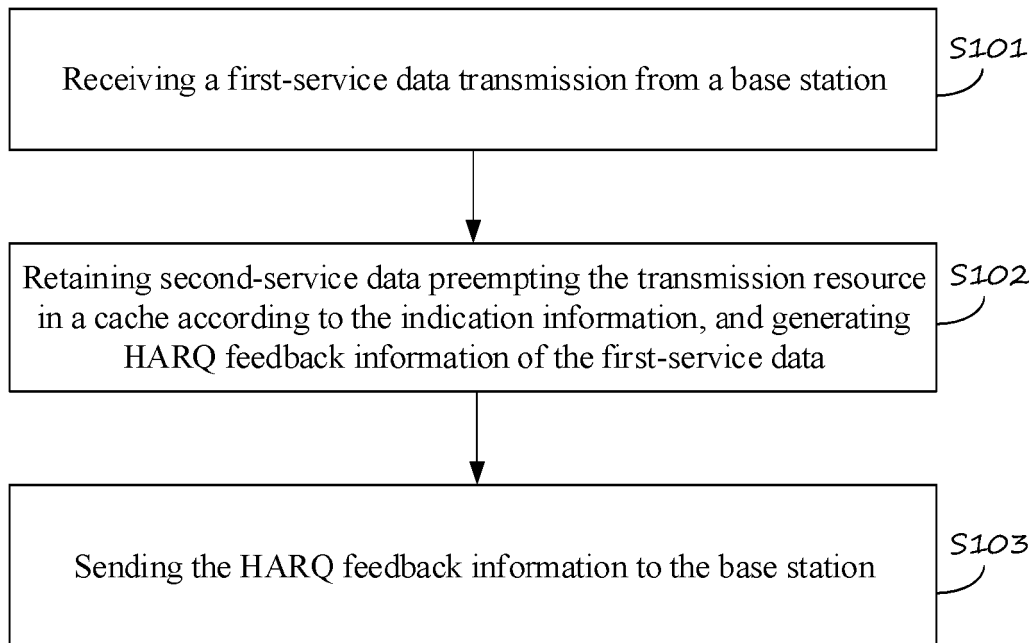 S101
Receiving a first-service data transmission from a base station
S102
Retaining second-service data preempting the transmission resource
in a cache according to the indication information, and generating
HARQ feedback information of the first-service data
S103
Sending the HARQ feedback information to the base station